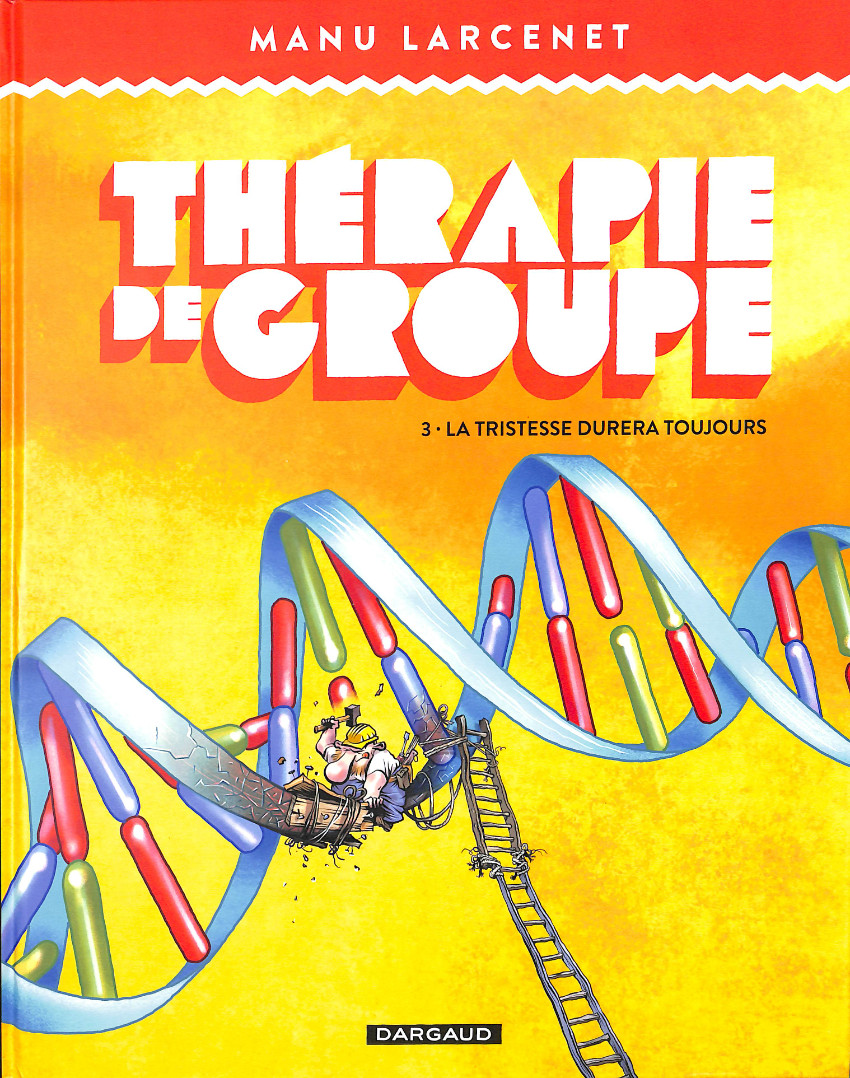 MANU LARCENET
THÉRAPIE
DE GROUPE
3 • LA TRISTESSE DURERA TOUJOURS
DARGAUD